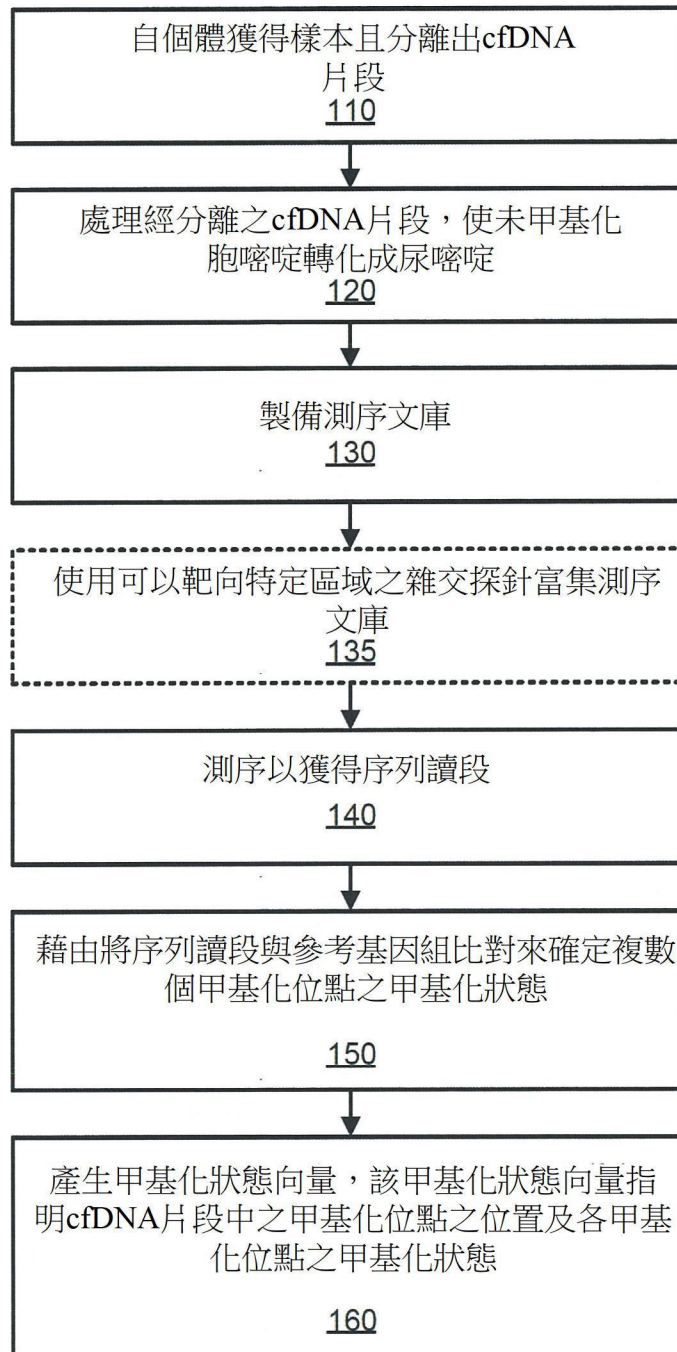 自個體獲得樣本且分離出cfDNA
片段
110
處理經分離之cfDNA片段，使未甲基化
胞嘧啶轉化成尿嘧啶
120
製備測序文庫
130
使用可以靶向特定區域之雜交探針富集測序
文庫
135
測序以獲得序列讀段
140
藉由將序列讀段與參考基因組比對來確定複數
個甲基化位點之甲基化狀態
150
產生甲基化狀態向量，該甲基化狀態向量指
明cfDNA片段中之甲基化位點之位置及各甲基
化位點之甲基化狀態
160